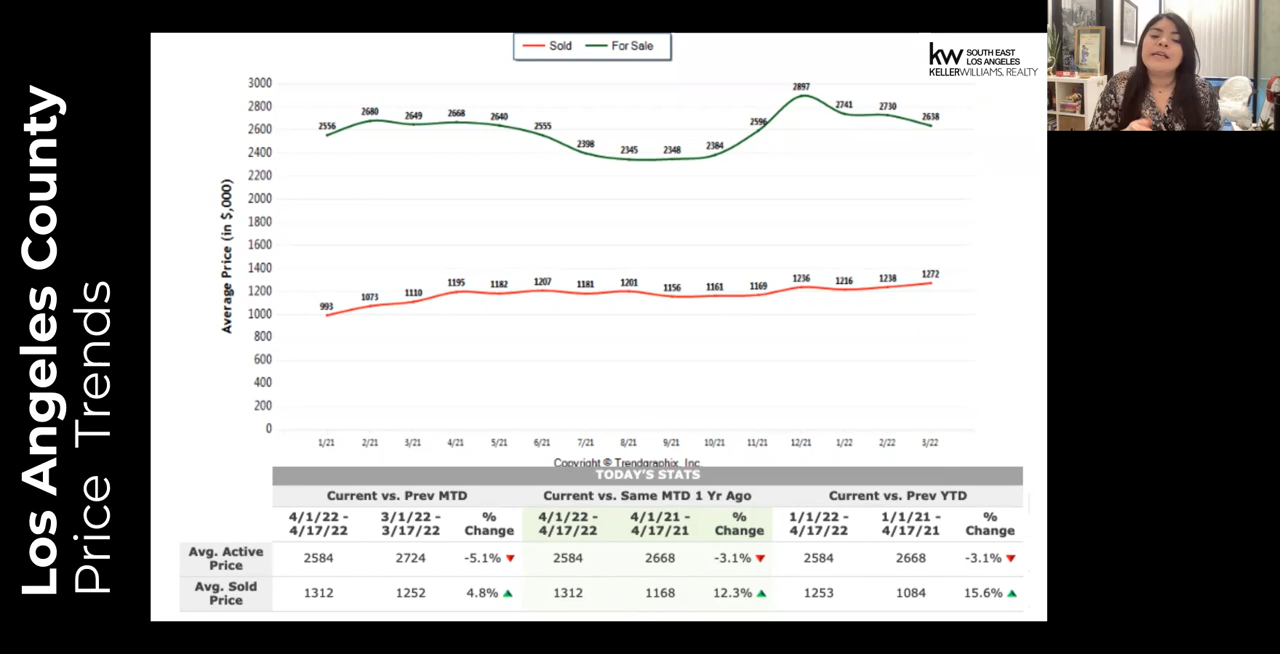 Los Angeles County
Price Trends
Sold For Sale
kw SOUTH EAST
LOS ANGELES
KELLERWILLIAMS. REALTY
Average Price (in $,000)
3000
2800
2600
2400
2200
2000
1800
1600
1400
1200
1000
800
600
400
200
0
2556 2680 2649 2668 2640 2555 2398 2345 2348 2384 2596 2897 2741 2730 2638
993 1073 1110 1195 1182 1207 1181 1201 1156 1161 1169 1236 1216 1238 1272
1/21 2/21 3/21 4/21 5/21 6/21 7/21 8/21 9/21 10/21 11/21 12/21 1/22 2/22 3/22
Copyright © Trendgraphix, Inc
TODAY'S STATS
Current vs. Prev MTD Current vs. Same MTD 1 Yr Ago Current vs. Prev YTD
4/1/22 - 3/1/22 - % 4/1/22 - 4/1/21 - % 1/1/22 - 1/1/21 - %
4/17/22 3/17/22 Change 4/17/22 4/17/21 Change 4/17/22 4/17/21 Change
Avg. Active
Price 2584 2724 -5.1% 2584 2668 -3.1% 2584 2668 -3.1%
Avg. Sold
Price 1312 1252 4.8% 1312 1168 12.3% 1253 1084 15.6%